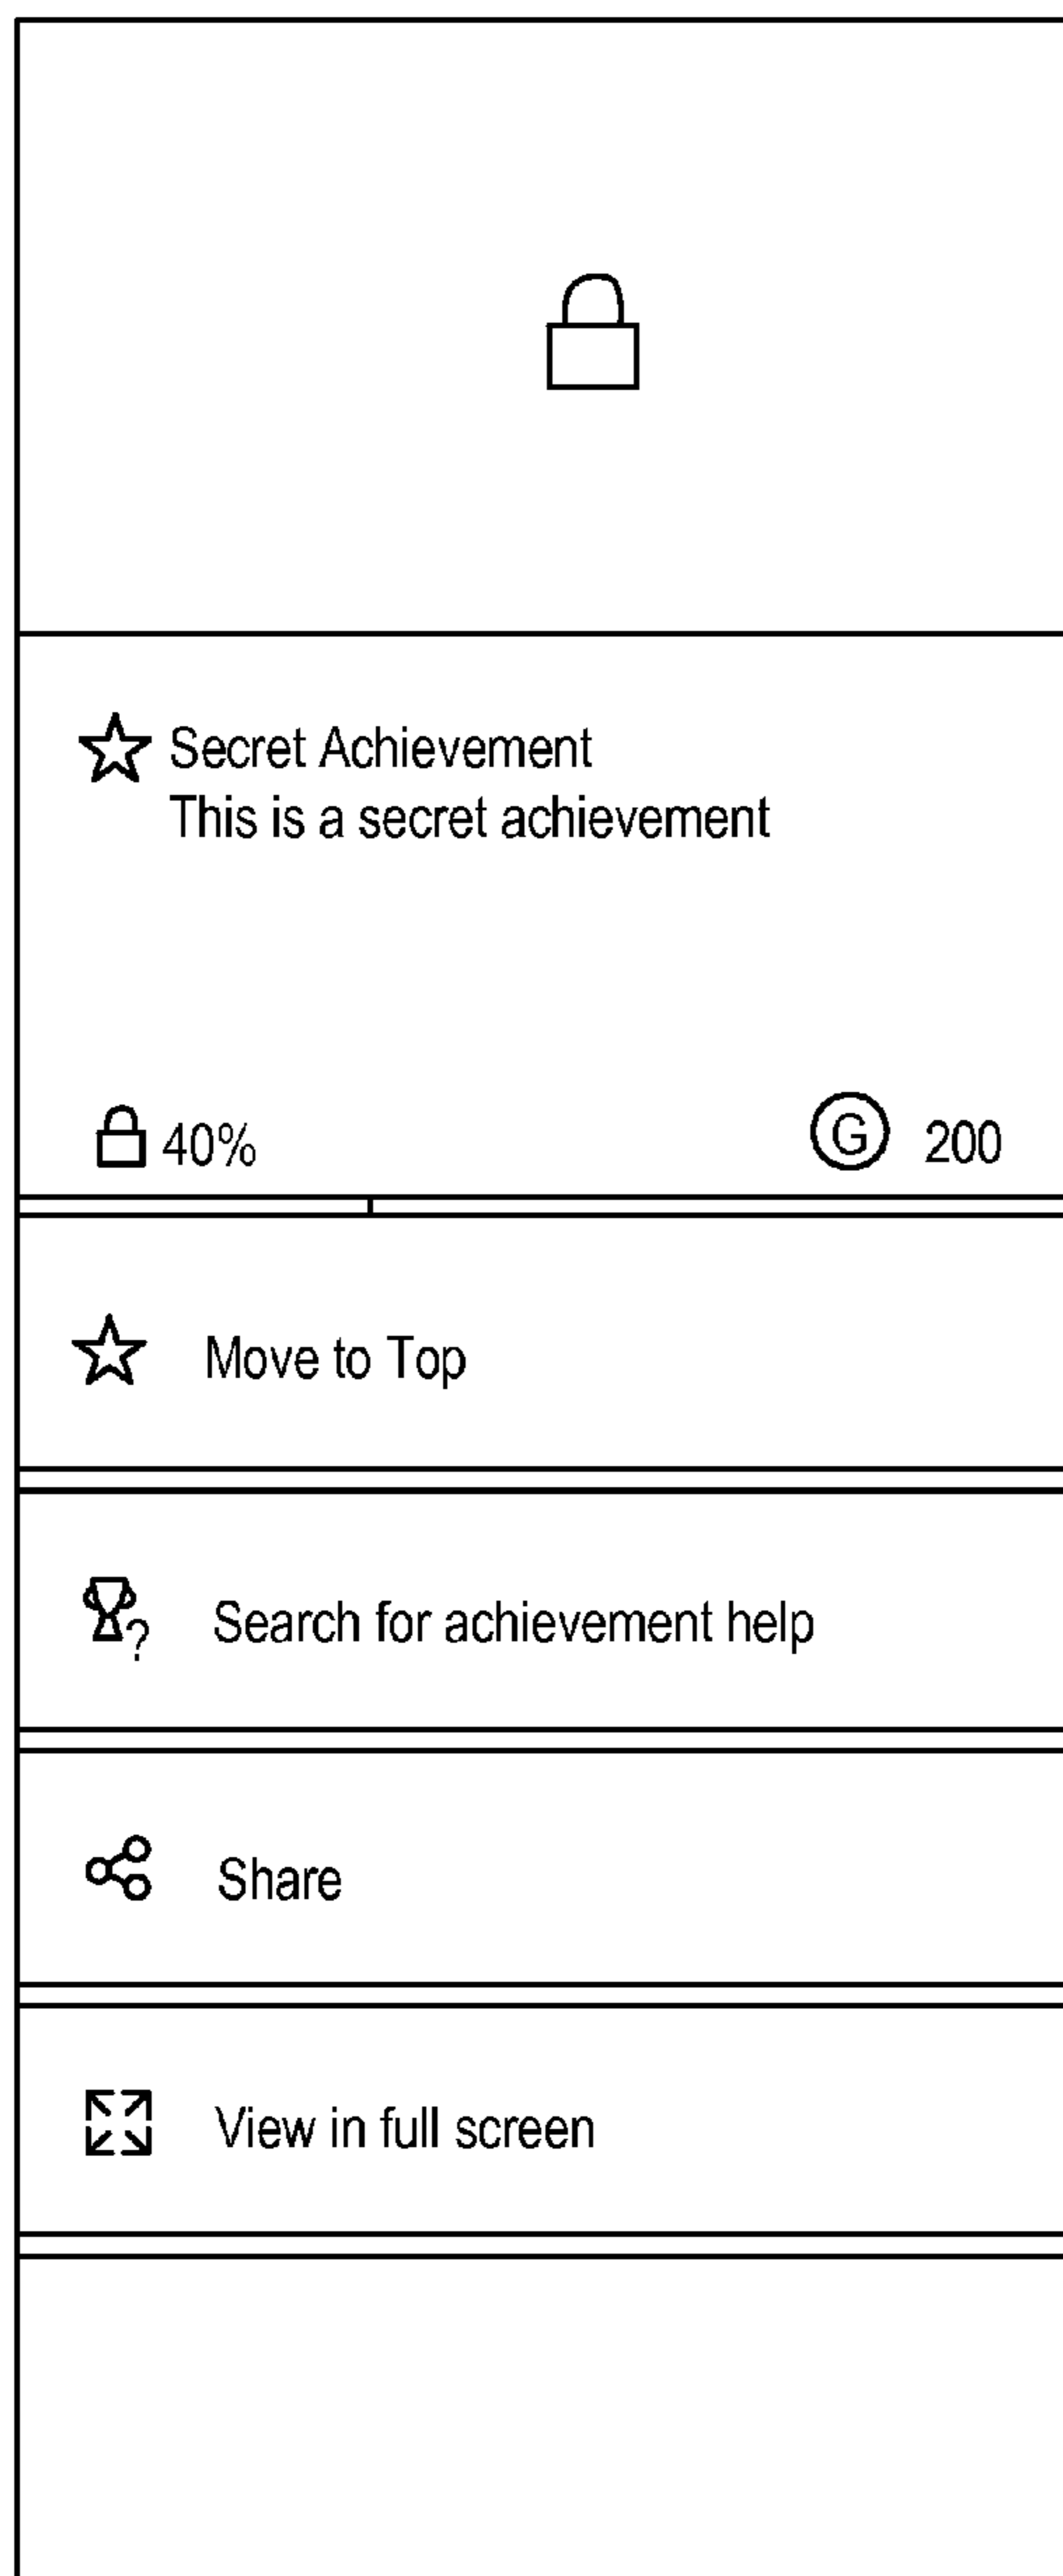 Secret Achievement
This is a secret achievement
40%
G 200
Move to Top
? Search for achievement help
Share
View in full screen